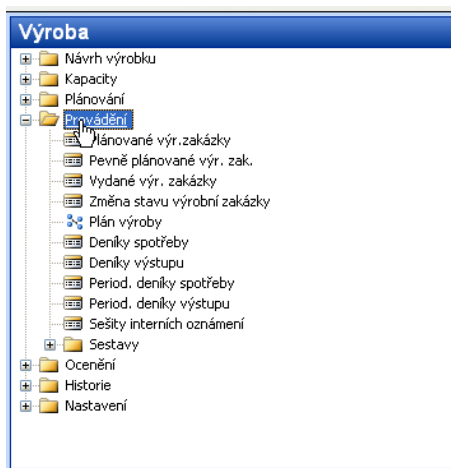 Výroba
Návrh výrobku
Kapacity
Plánování
Provádění
Plánované výr.zakázky
Pevně plánované výr. zak.
Vydané výr. zakázky
Změna stavu výrobní zakázky
Plán výroby
Deníky spotřeby
Deníky výstupu
Period. deníky spotřeby
Period. deníky výstupu
Sešity interních oznámení
Sestavy
Ocenění
Historie
Nastavení